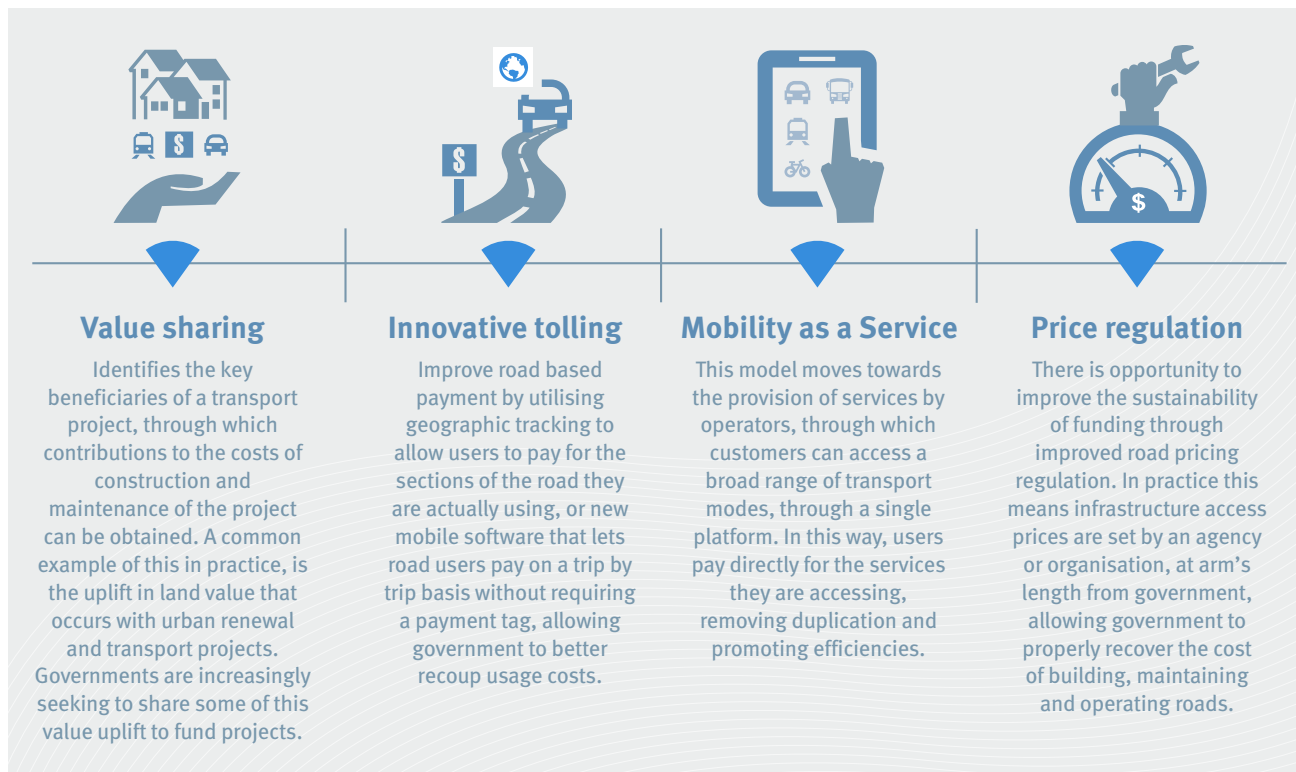 $
$
$
Value sharing
Identifies the key
beneficiaries of a transport
project, through which
contributions to the costs of
construction and
maintenance of the project
can be obtained. A common
example of this in practice, is
the uplift in land value that
occurs with urban renewal
and transport projects.
Governments are increasingly
seeking to share some of this
value uplift to fund projects.
Innovative tolling
Improve road based
payment by utilising
geographic tracking to
allow users to pay for the
sections of the road they
are actually using, or new
mobile software that lets
road users pay on a trip by
trip basis without requiring
a payment tag, allowing
government to better
recoup usage costs.
Mobility as a Service
This model moves towards
the provision of services by
operators, through which
customers can access a
broad range of transport
modes, through a single
platform. In this way, users
pay directly for the services
they are accessing,
removing duplication and
promoting efficiencies.
Price regulation
There is opportunity to
improve the sustainability
of funding through
improved road pricing
regulation. In practice this
means infrastructure access
prices are set by an agency
or organisation, at arm's
length from government,
allowing government to
properly recover the cost
of building, maintaining
and operating roads.